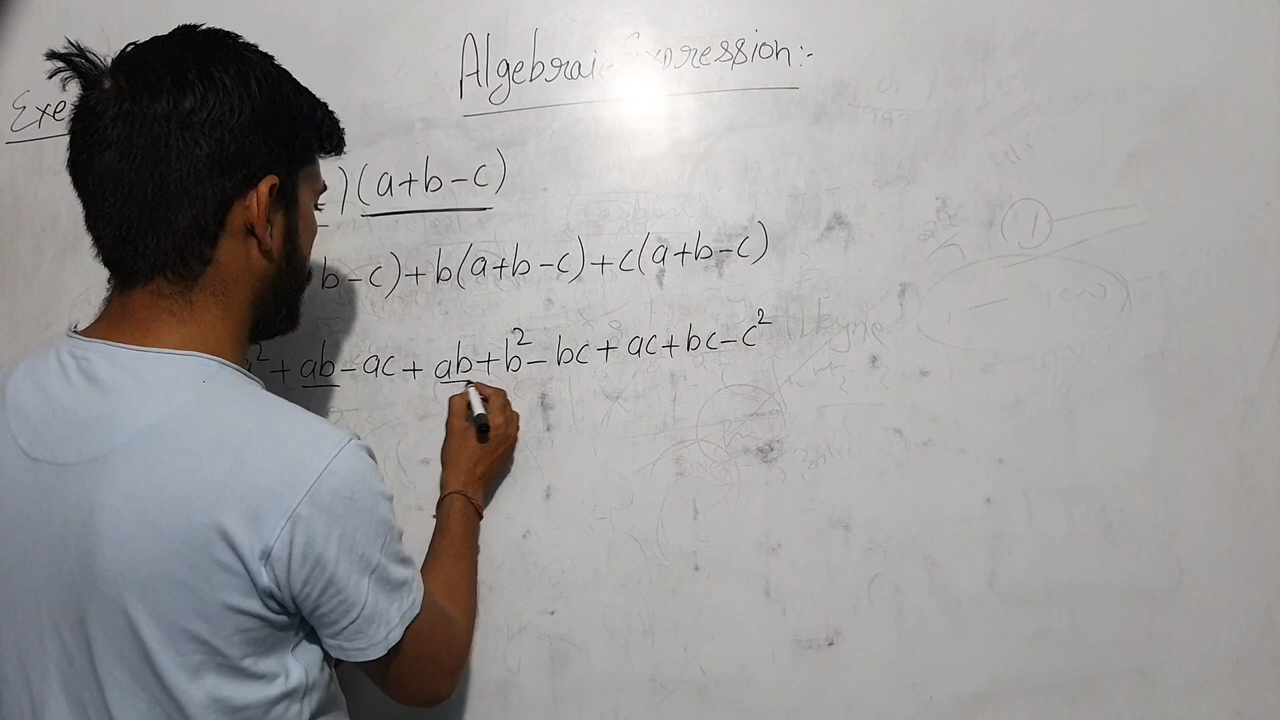 Algebraic Expression:-
Exe
)(a+b-c)
b-c)+b(a+b-c)+c(a+b-c)
² + ab - ac + ab + b² - bc + ac + bc - c²